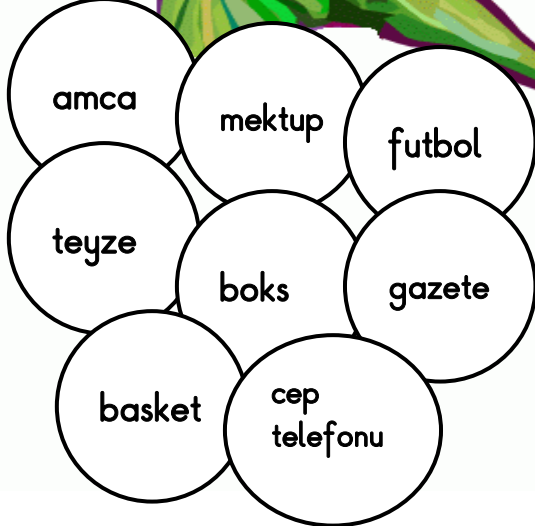 amca
mektup
futbol
teyze
boks
gazete
basket
cep
telefonu